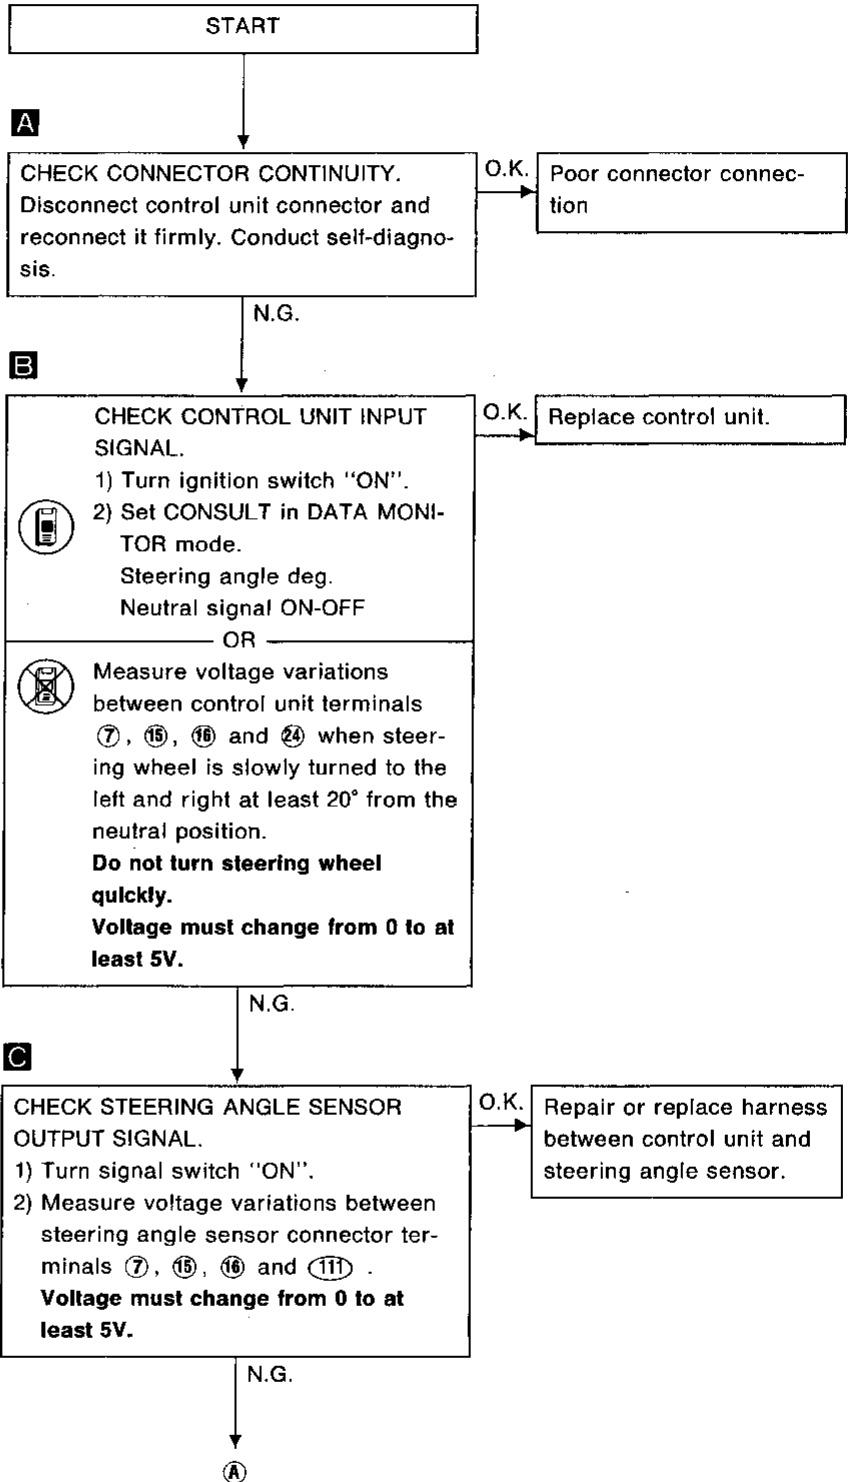 START
A
CHECK CONNECTOR CONTINUITY.
Disconnect control unit connector and
reconnect it firmly. Conduct self-diagno-
sis.
O.K.
Poor connector connec-
tion
N.G.
B
CHECK CONTROL UNIT INPUT
SIGNAL.
1) Turn ignition switch "ON".
2) Set CONSULT in DATA MONI-
TOR mode.
Steering angle deg.
Neutral signal ON-OFF
OR
Measure voltage variations
between control unit terminals
⑦, ⑮, ⑯ and ㉔ when steer-
ing wheel is slowly turned to the
left and right at least 20° from the
neutral position.
Do not turn steering wheel
quickly.
Voltage must change from 0 to at
least 5V.
O.K.
Replace control unit.
N.G.
C
CHECK STEERING ANGLE SENSOR
OUTPUT SIGNAL.
1) Turn signal switch "ON".
2) Measure voltage variations between
steering angle sensor connector ter-
minals ⑦, ⑮, ⑯ and (111) .
Voltage must change from 0 to at
least 5V.
O.K.
Repair or replace harness
between control unit and
steering angle sensor.
N.G.
Ⓐ